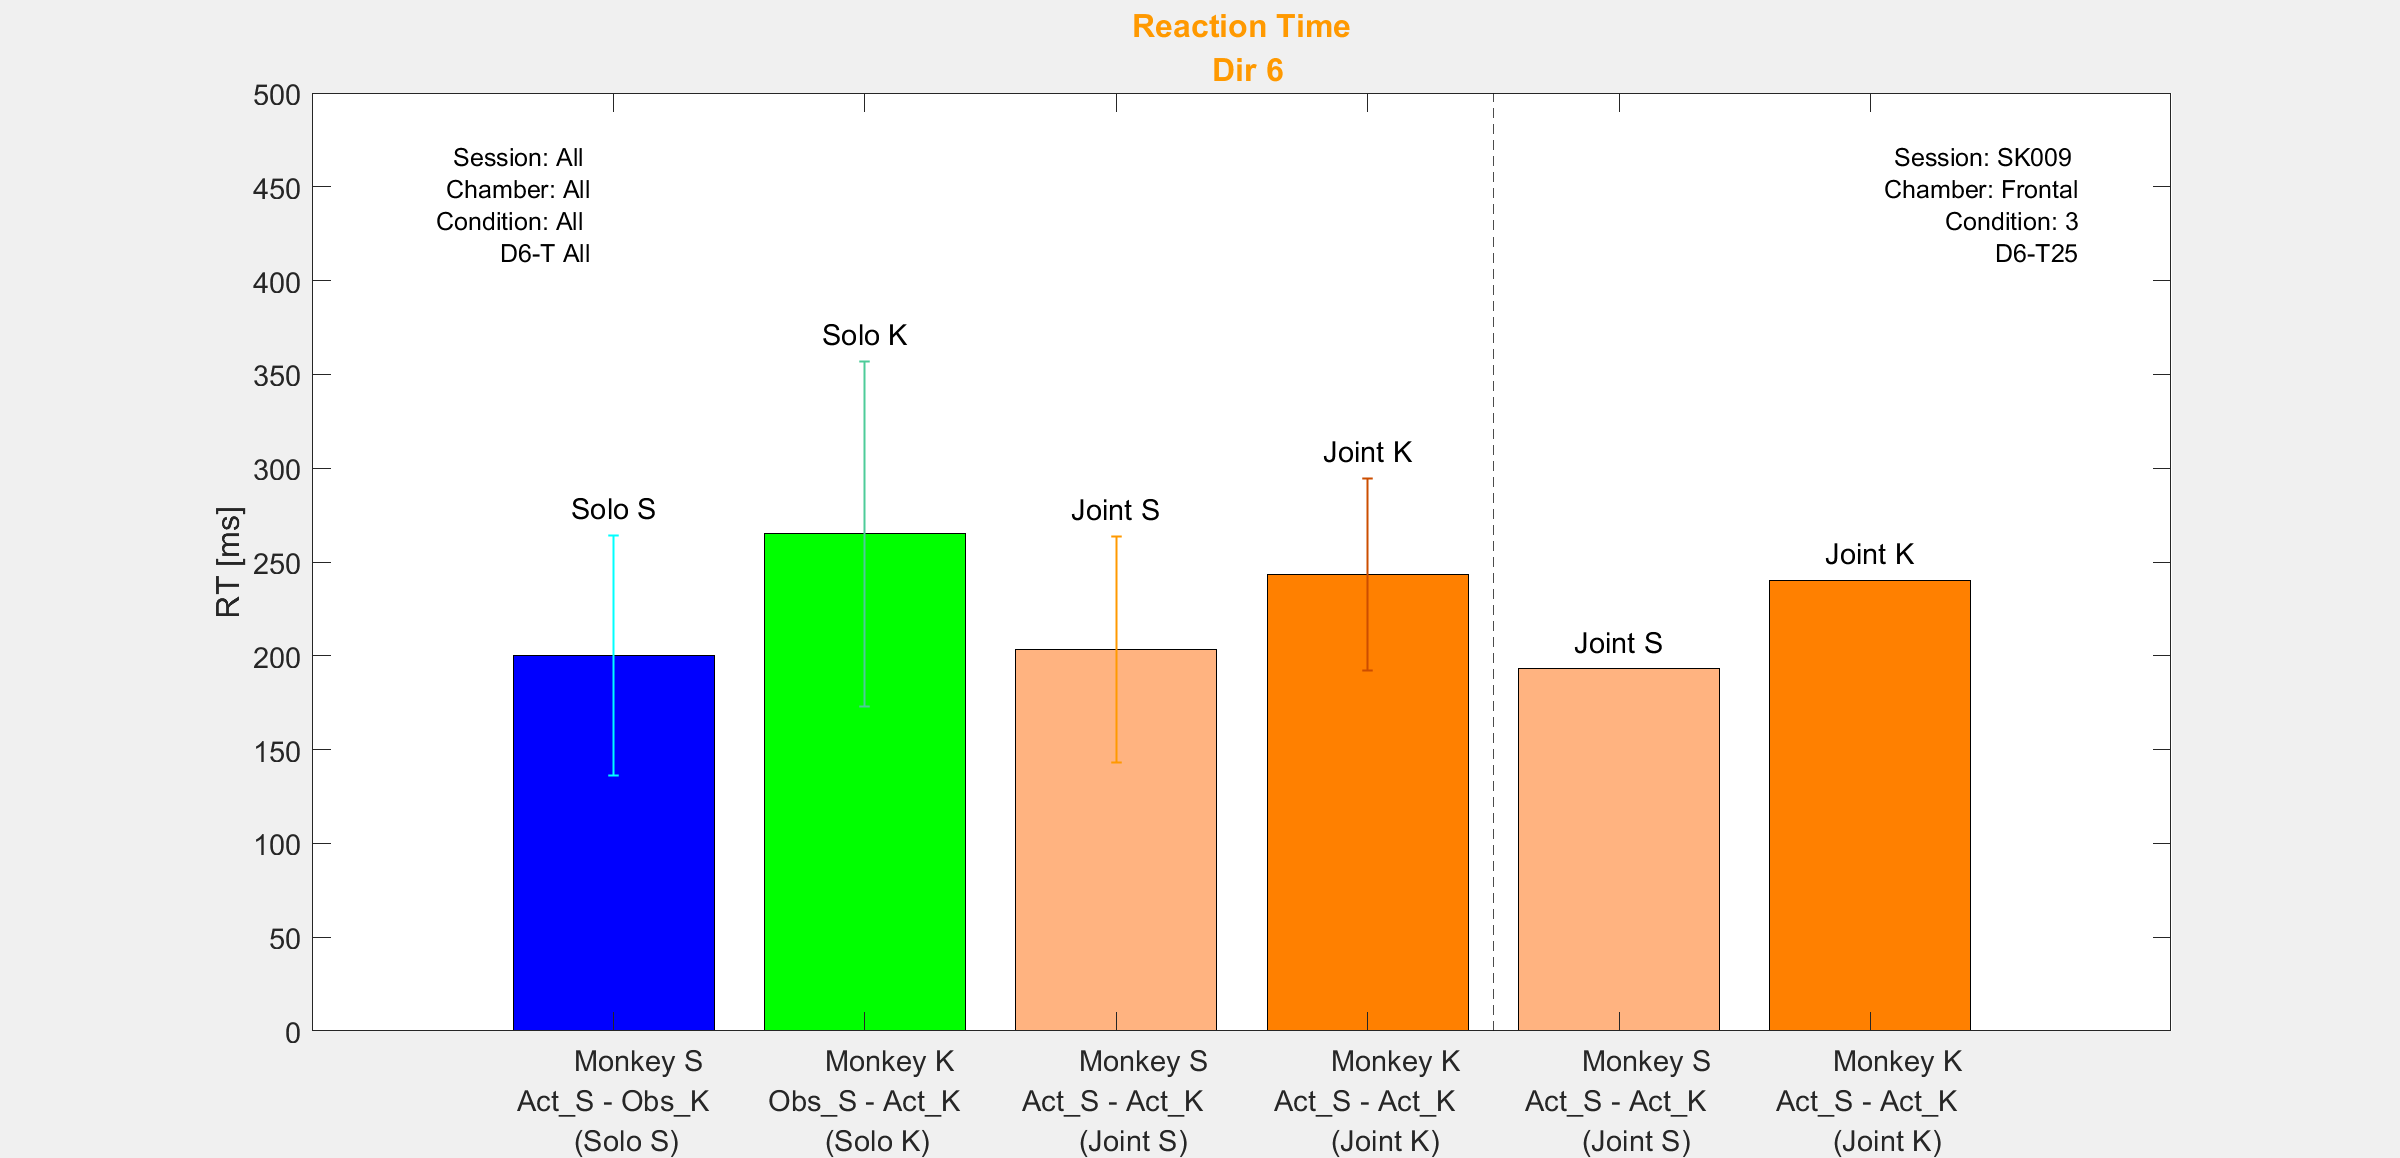 Reaction Time
Dir 6
500
450
400
350
300
250
200
150
100
50
0
RT [ms]
Session: All
Chamber: All
Condition: All
D6-T All
Session: SK009
Chamber: Frontal
Condition: 3
D6-T25
Solo S
Solo K
Joint S
Joint K
Joint S
Joint K
Monkey S
Act_S - Obs_K
(Solo S)
Monkey K
Obs_S - Act_K
(Solo K)
Monkey S
Act_S - Act_K
(Joint S)
Monkey K
Act_S - Act_K
(Joint K)
Monkey S
Act_S - Act_K
(Joint S)
Monkey K
Act_S - Act_K
(Joint K)